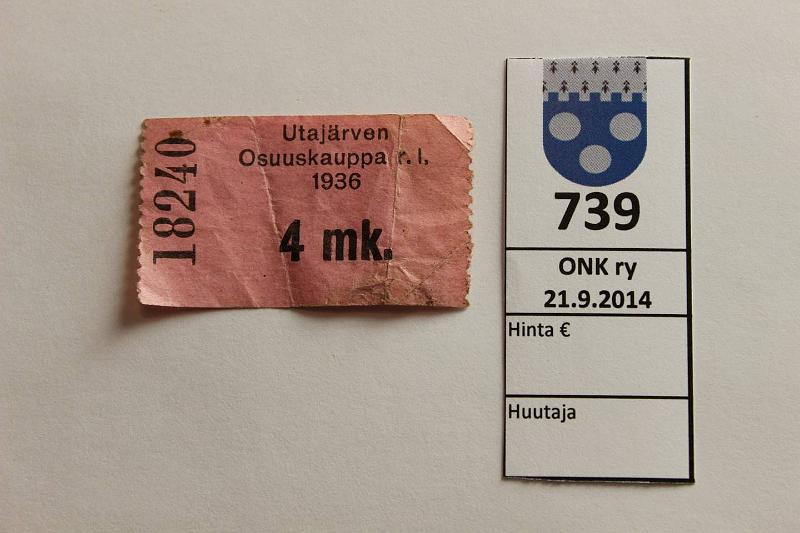 18240
Utajärven
Osuuskauppa r. l.
1936
4 mk.
739
ONK ry
21.9.2014
Hinta €
Huutaja